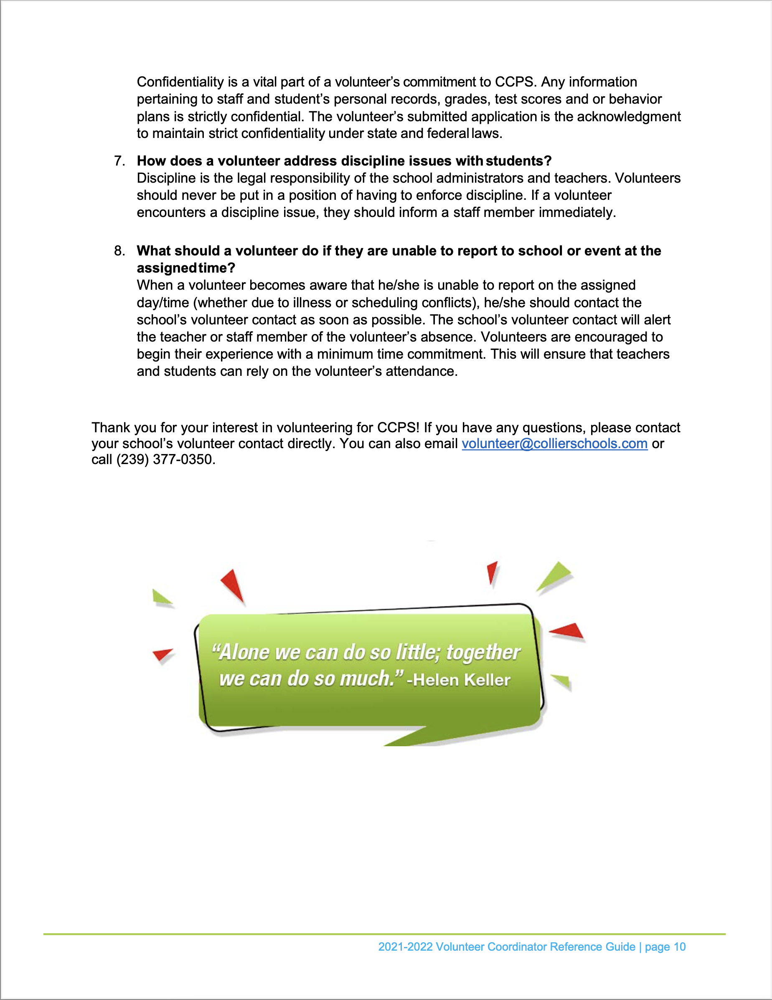 Confidentiality is a vital part of a volunteer’s commitment to CCPS. Any information
pertaining to staff and student’s personal records, grades, test scores and or behavior
plans is strictly confidential. The volunteer’s submitted application is the acknowledgment
to maintain strict confidentiality under state and federal laws.
7. How does a volunteer address discipline issues with students?
Discipline is the legal responsibility of the school administrators and teachers. Volunteers
should never be put in a position of having to enforce discipline. If a volunteer
encounters a discipline issue, they should inform a staff member immediately.
8. What should a volunteer do if they are unable to report to school or event at the
assigned time?
When a volunteer becomes aware that he/she is unable to report on the assigned
day/time (whether due to illness or scheduling conflicts), he/she should contact the
school’s volunteer contact as soon as possible. The school’s volunteer contact will alert
the teacher or staff member of the volunteer’s absence. Volunteers are encouraged to
begin their experience with a minimum time commitment. This will ensure that teachers
and students can rely on the volunteer’s attendance.
Thank you for your interest in volunteering for CCPS! If you have any questions, please contact
your school’s volunteer contact directly. You can also email volunteer@collierschools.com or
call (239) 377-0350.
“Alone we can do so little; together
we can do so much.” -Helen Keller
2021-2022 Volunteer Coordinator Reference Guide | page 10